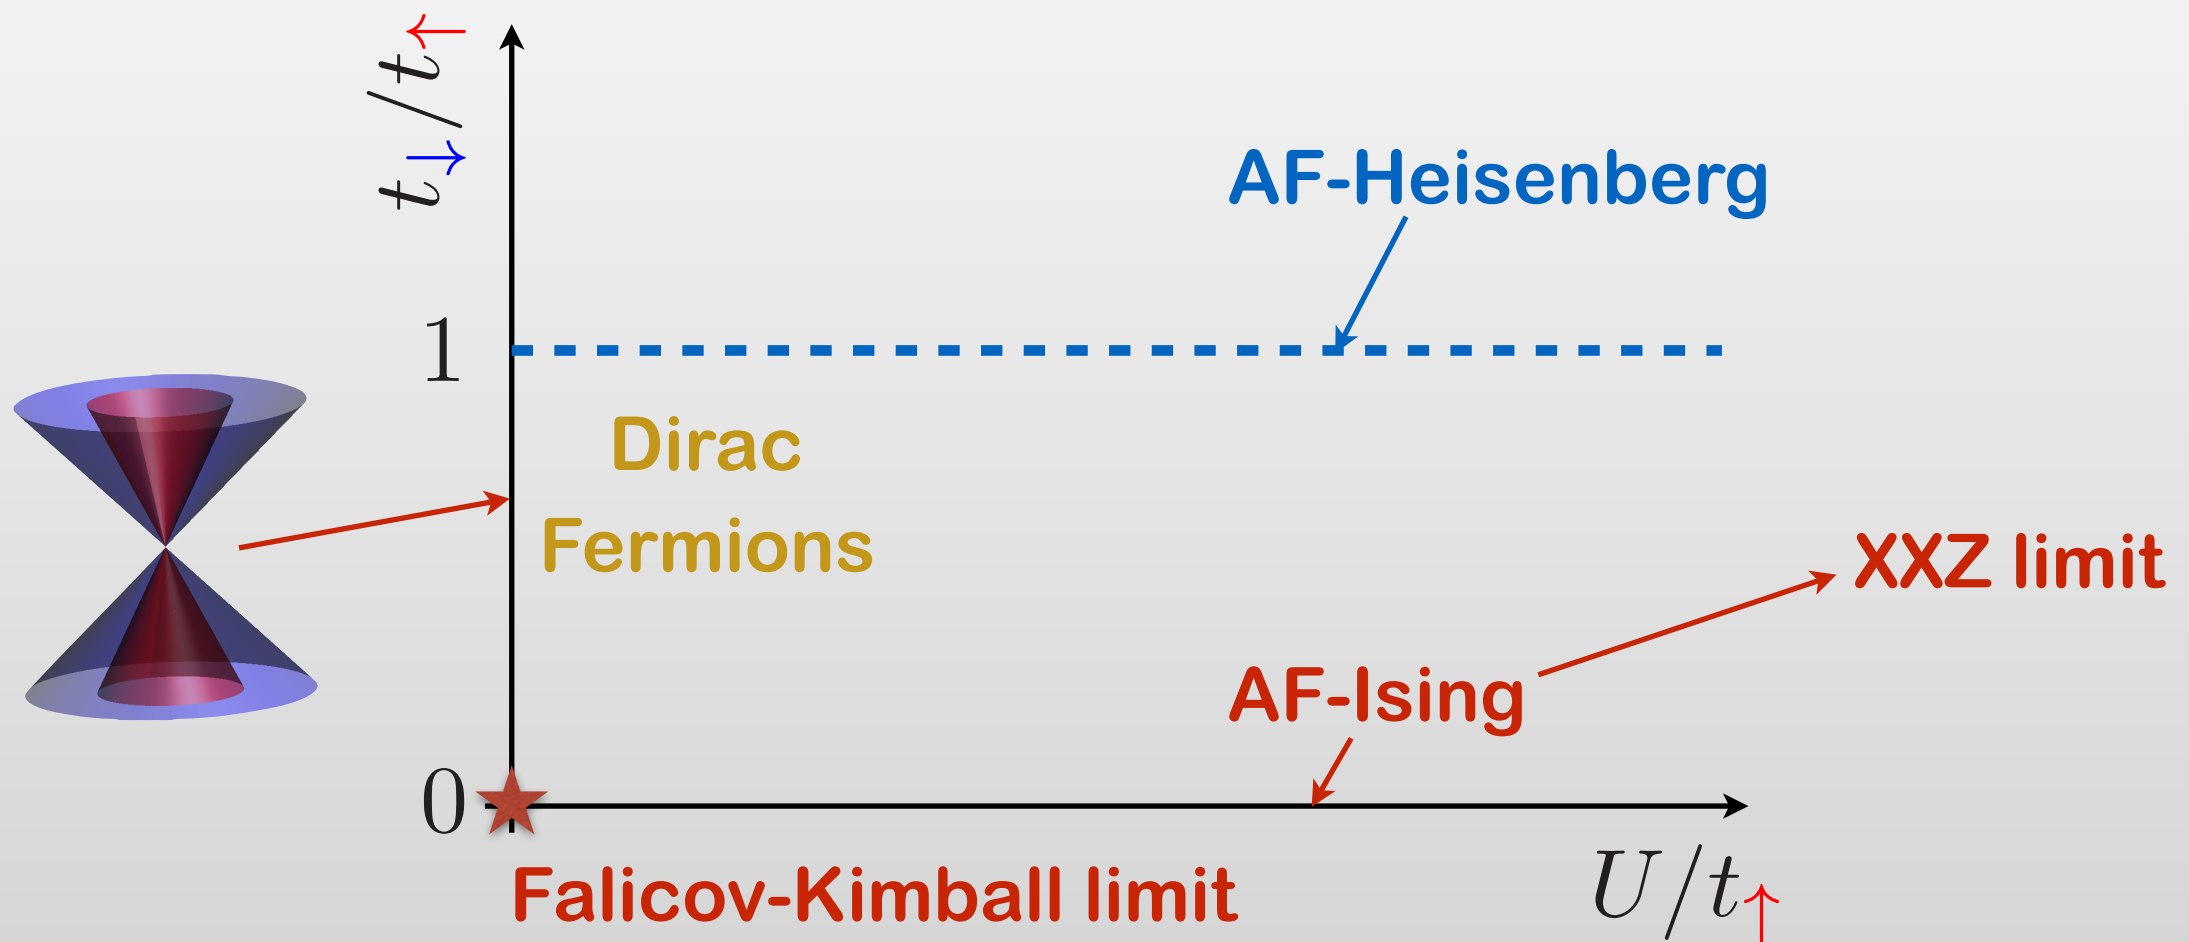 t↓/t↑
AF-Heisenberg
1
Dirac
Fermions
XXZ limit
AF-Ising
0
Falicov-Kimball limit
U/t↑